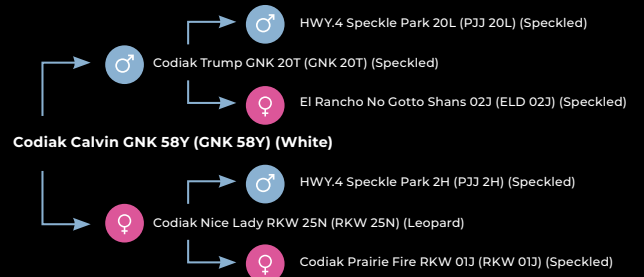 HWY.4 Speckle Park 20L (PJJ 20L) (Speckled)
Codiak Trump GNK 20T (GNK 20T) (Speckled)
El Rancho No Gotto Shans 02J (ELD 02J) (Speckled)
Codiak Calvin GNK 58Y (GNK 58Y) (White)
HWY.4 Speckle Park 2H (PJJ 2H) (Speckled)
Codiak Nice Lady RKW 25N (RKW 25N) (Leopard)
Codiak Prairie Fire RKW 01J (RKW 01J) (Speckled)